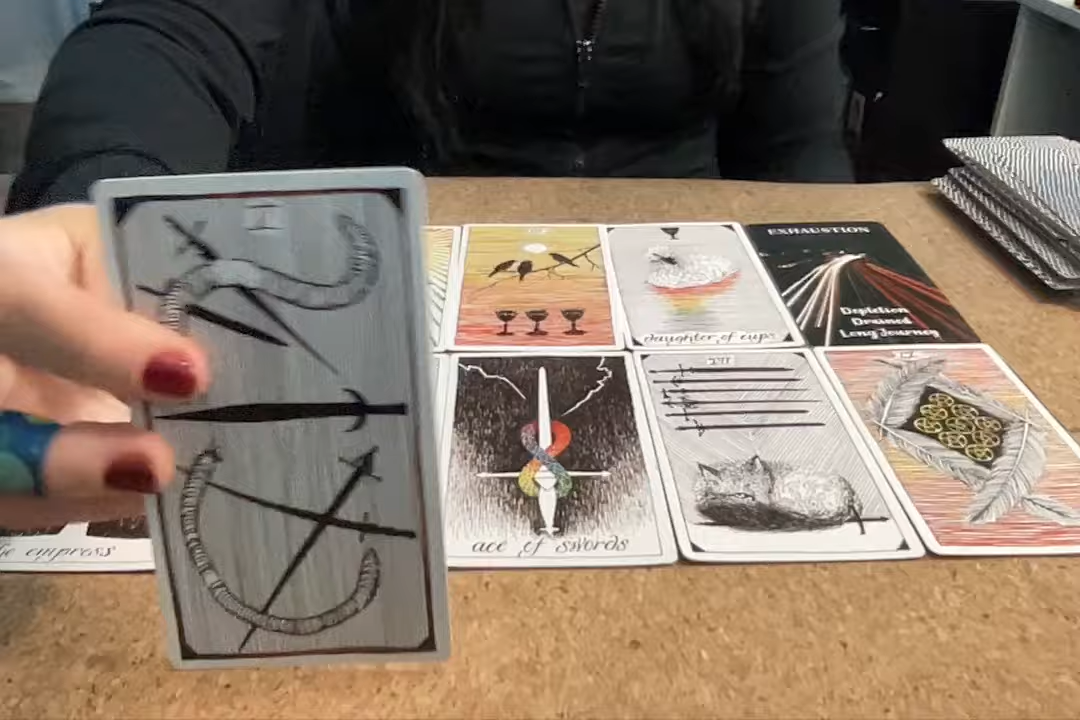 EXHAUSTION
daughter of cups
Depletion
Drained
Long Journey
the empress
ace of swords